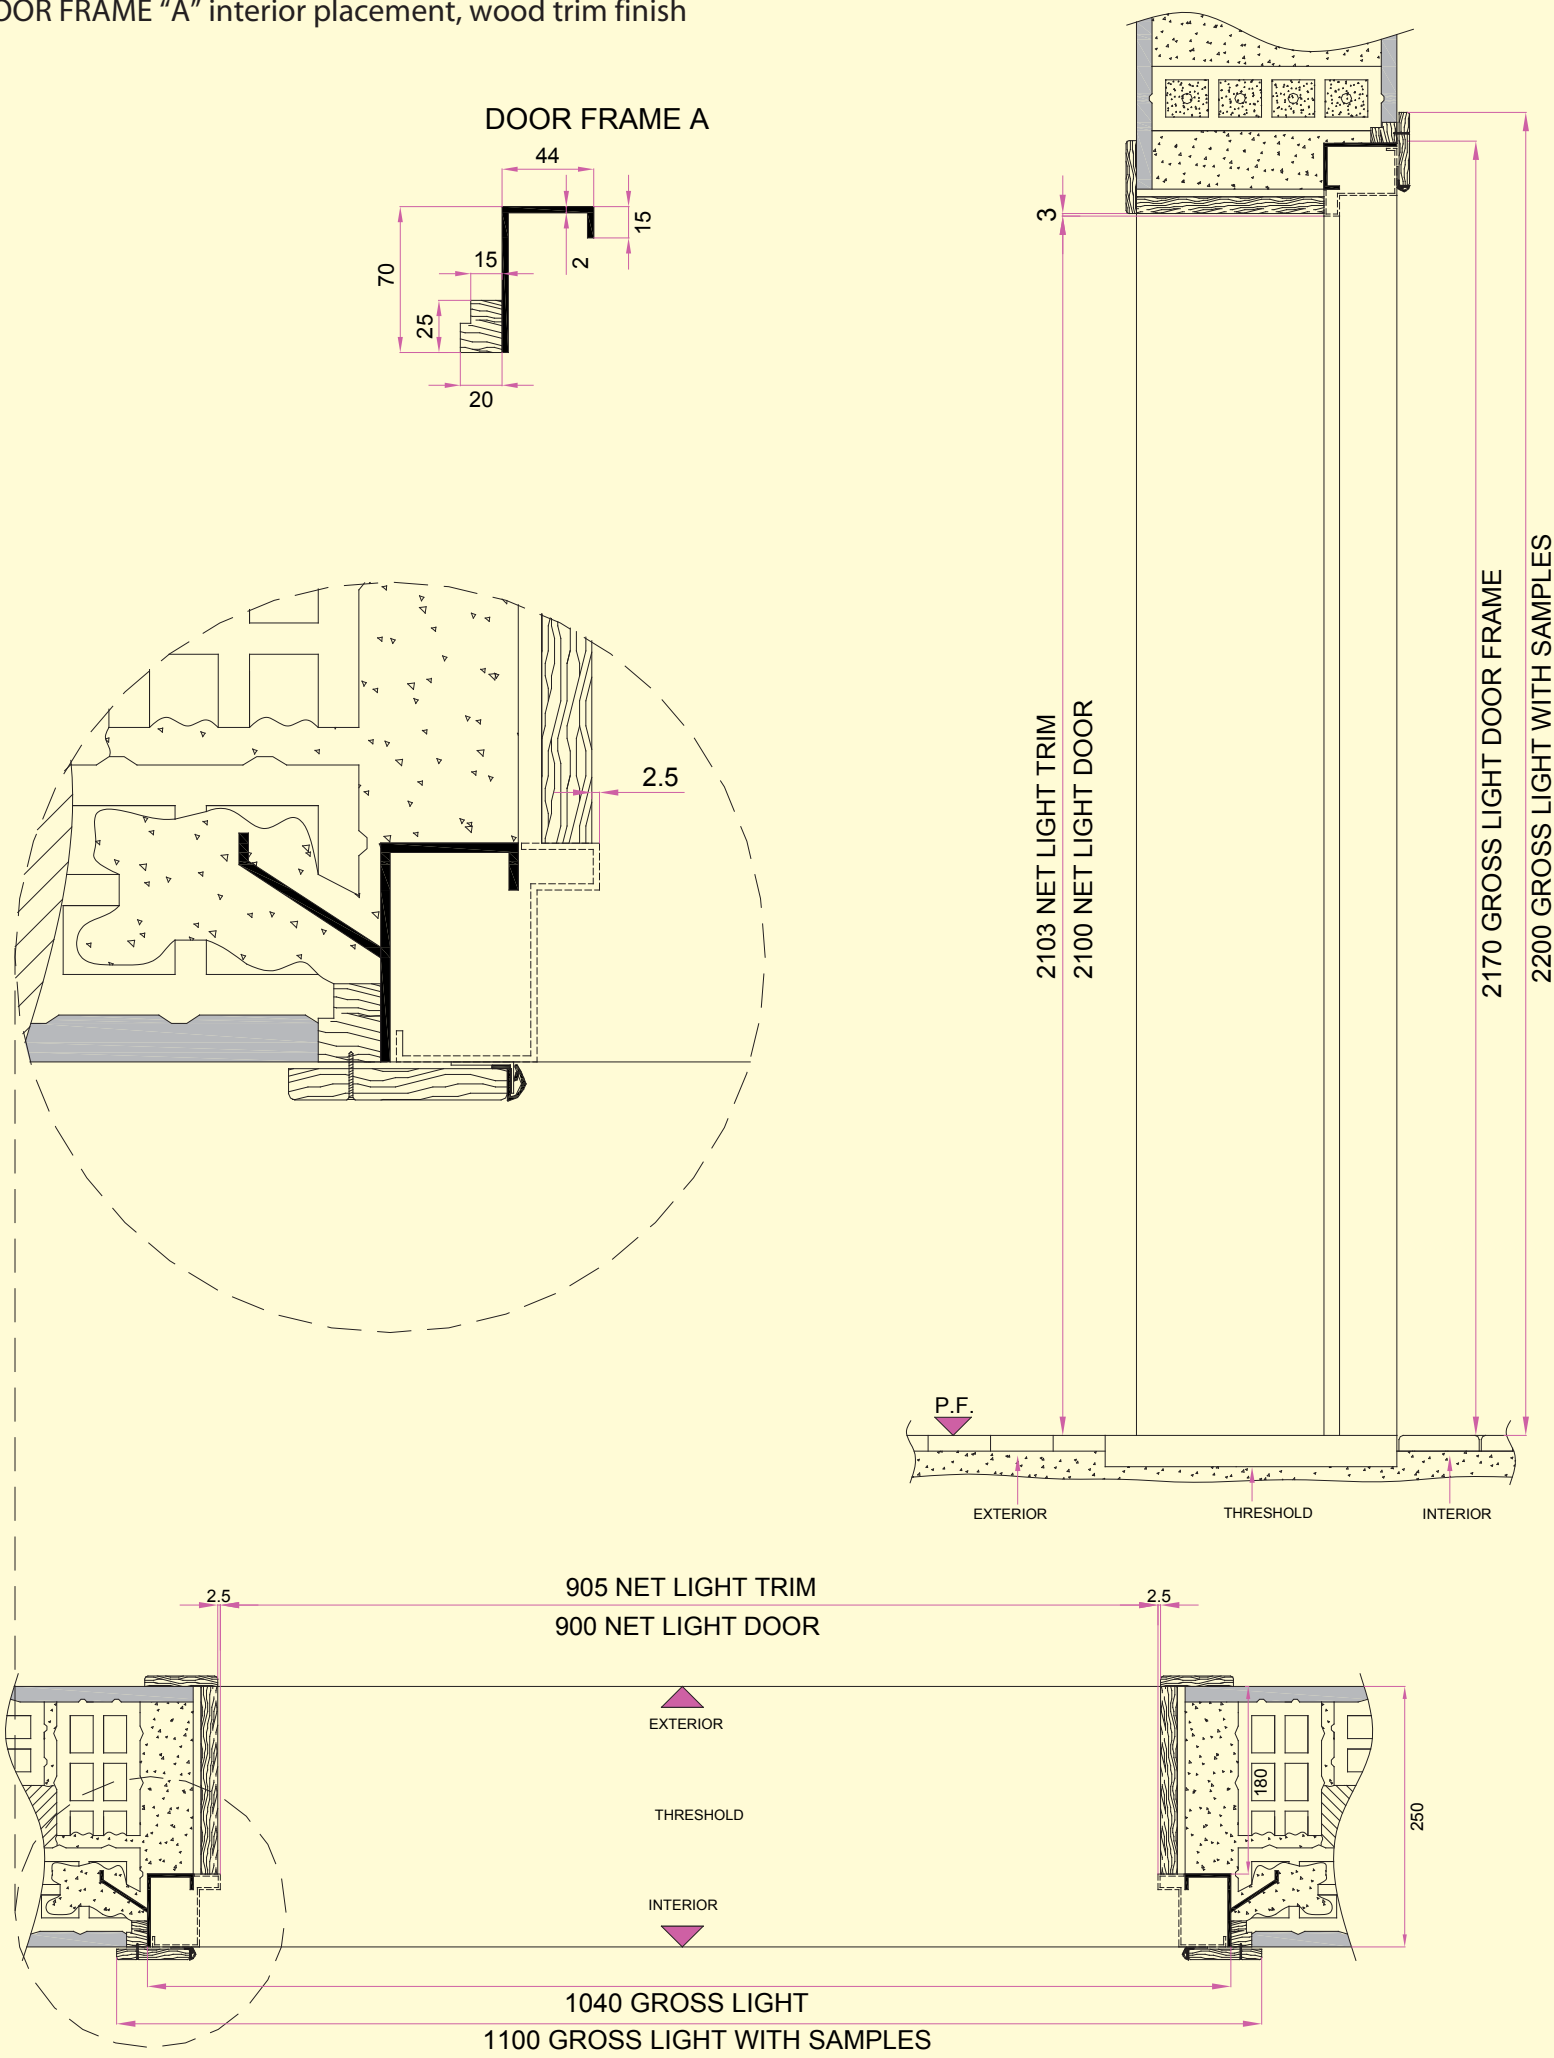 OOR FRAME “A” interior placement, wood trim finish
DOOR FRAME A
44
15
70
15
2
25
20
3
2.5
2103 NET LIGHT TRIM
2100 NET LIGHT DOOR
2170 GROSS LIGHT DOOR FRAME
2200 GROSS LIGHT WITH SAMPLES
P.F.
EXTERIOR
THRESHOLD
INTERIOR
2.5
905 NET LIGHT TRIM
2.5
900 NET LIGHT DOOR
EXTERIOR
180
250
THRESHOLD
INTERIOR
1040 GROSS LIGHT
1100 GROSS LIGHT WITH SAMPLES